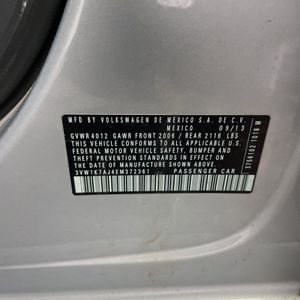 MFD BY VOLKSWAGEN DE MEXICO S.A. DE C.V.
MEXICO 09/13
GVWR 4012 GAWR FRONT 2006 / REAR 2116 LBS
THIS VEHICLE CONFORMS TO ALL APPLICABLE U.S.
FEDERAL MOTOR VEHICLE SAFETY, BUMPER AND
THEFT PREVENTION STANDARDS IN EFFECT ON THE
DATE OF MANUFACTURE SHOWN ABOVE.
3VW1K7AJ4EM372361 PASSENGER CAR